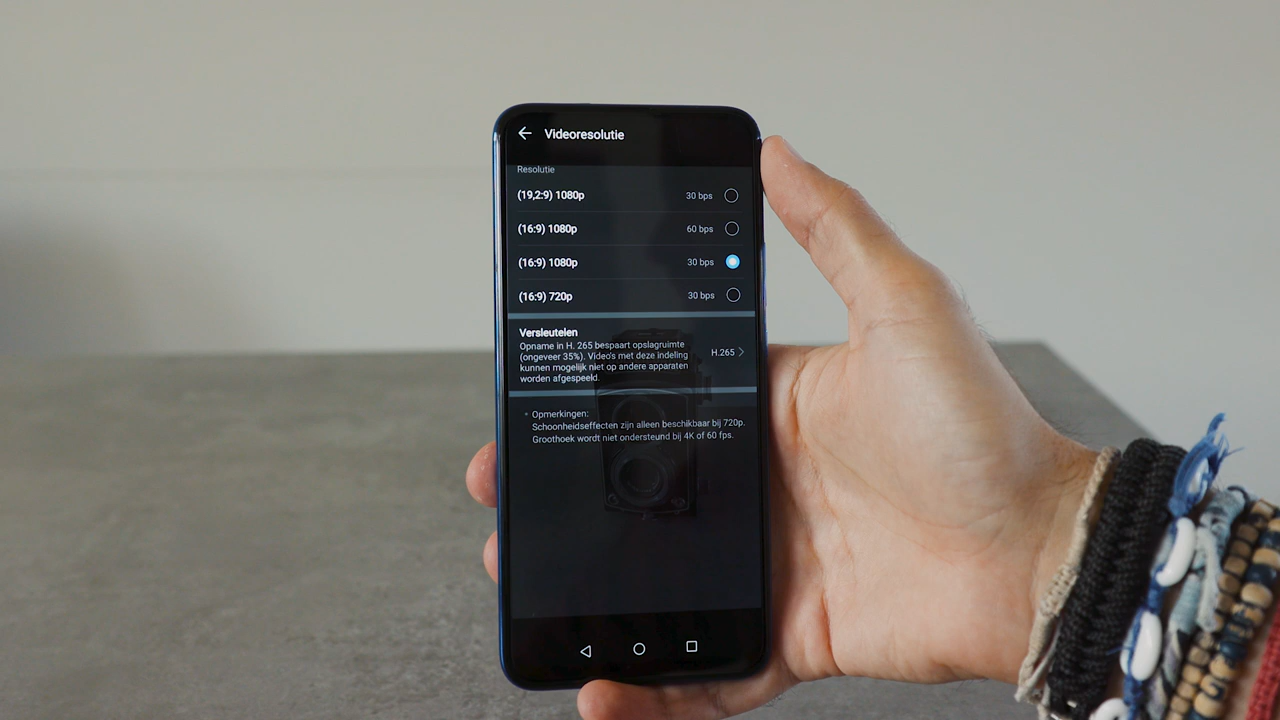 Videoresolutie
Resolutie
(19,2:9) 1080p 30 bps
(16:9) 1080p 60 bps
(16:9) 1080p 30 bps
(16:9) 720p 30 bps
Versleutelen
Opname in H. 265 bespaart opslagruimte
(ongeveer 35%). Video's met deze indeling
kunnen mogelijk niet op andere apparaten
worden afgespeeld.
H.265
Opmerkingen:
Schoonheidseffecten zijn alleen beschikbaar bij 720p.
Groothoek wordt niet ondersteund bij 4K of 60 fps.